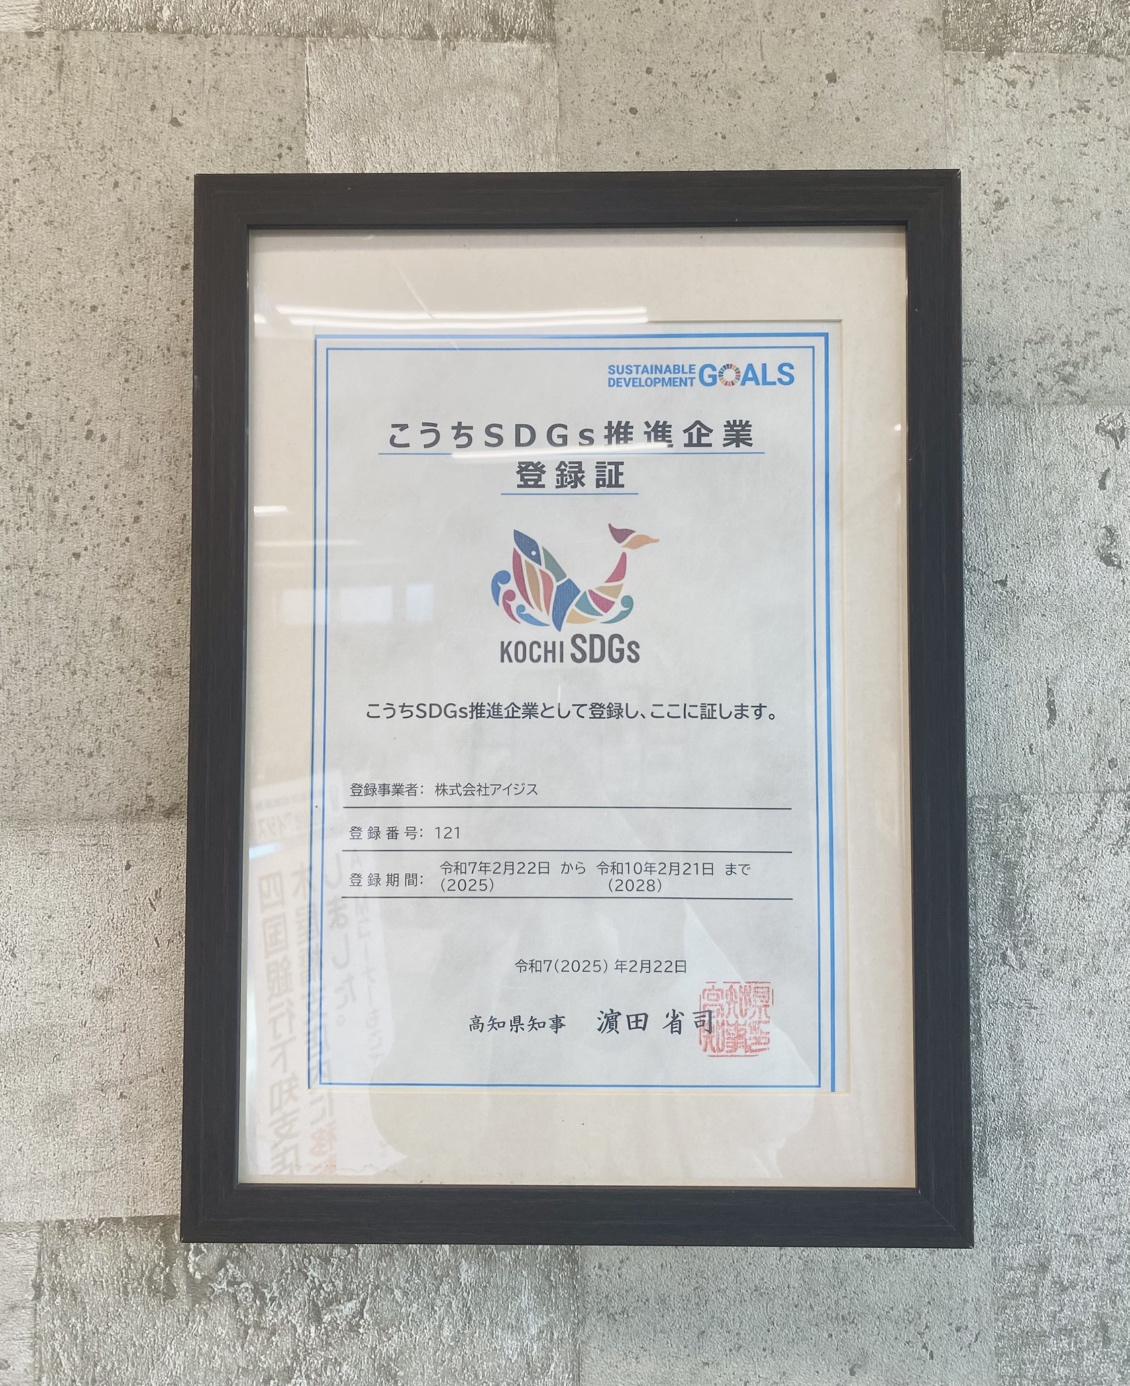 SUSTAINABLE
DEVELOPMENT GOALS
こうちSDGs推進企業
登録証
KOCHI SDGs
こうちSDGs推進企業として登録し、ここに証します。
登録事業者： 株式会社アイジス
登録番号： 121
登録期間： 令和7年2月22日 から 令和10年2月21日 まで
（2025） （2028）
令和7（2025）年2月22日
高知県知事 濵田 省司